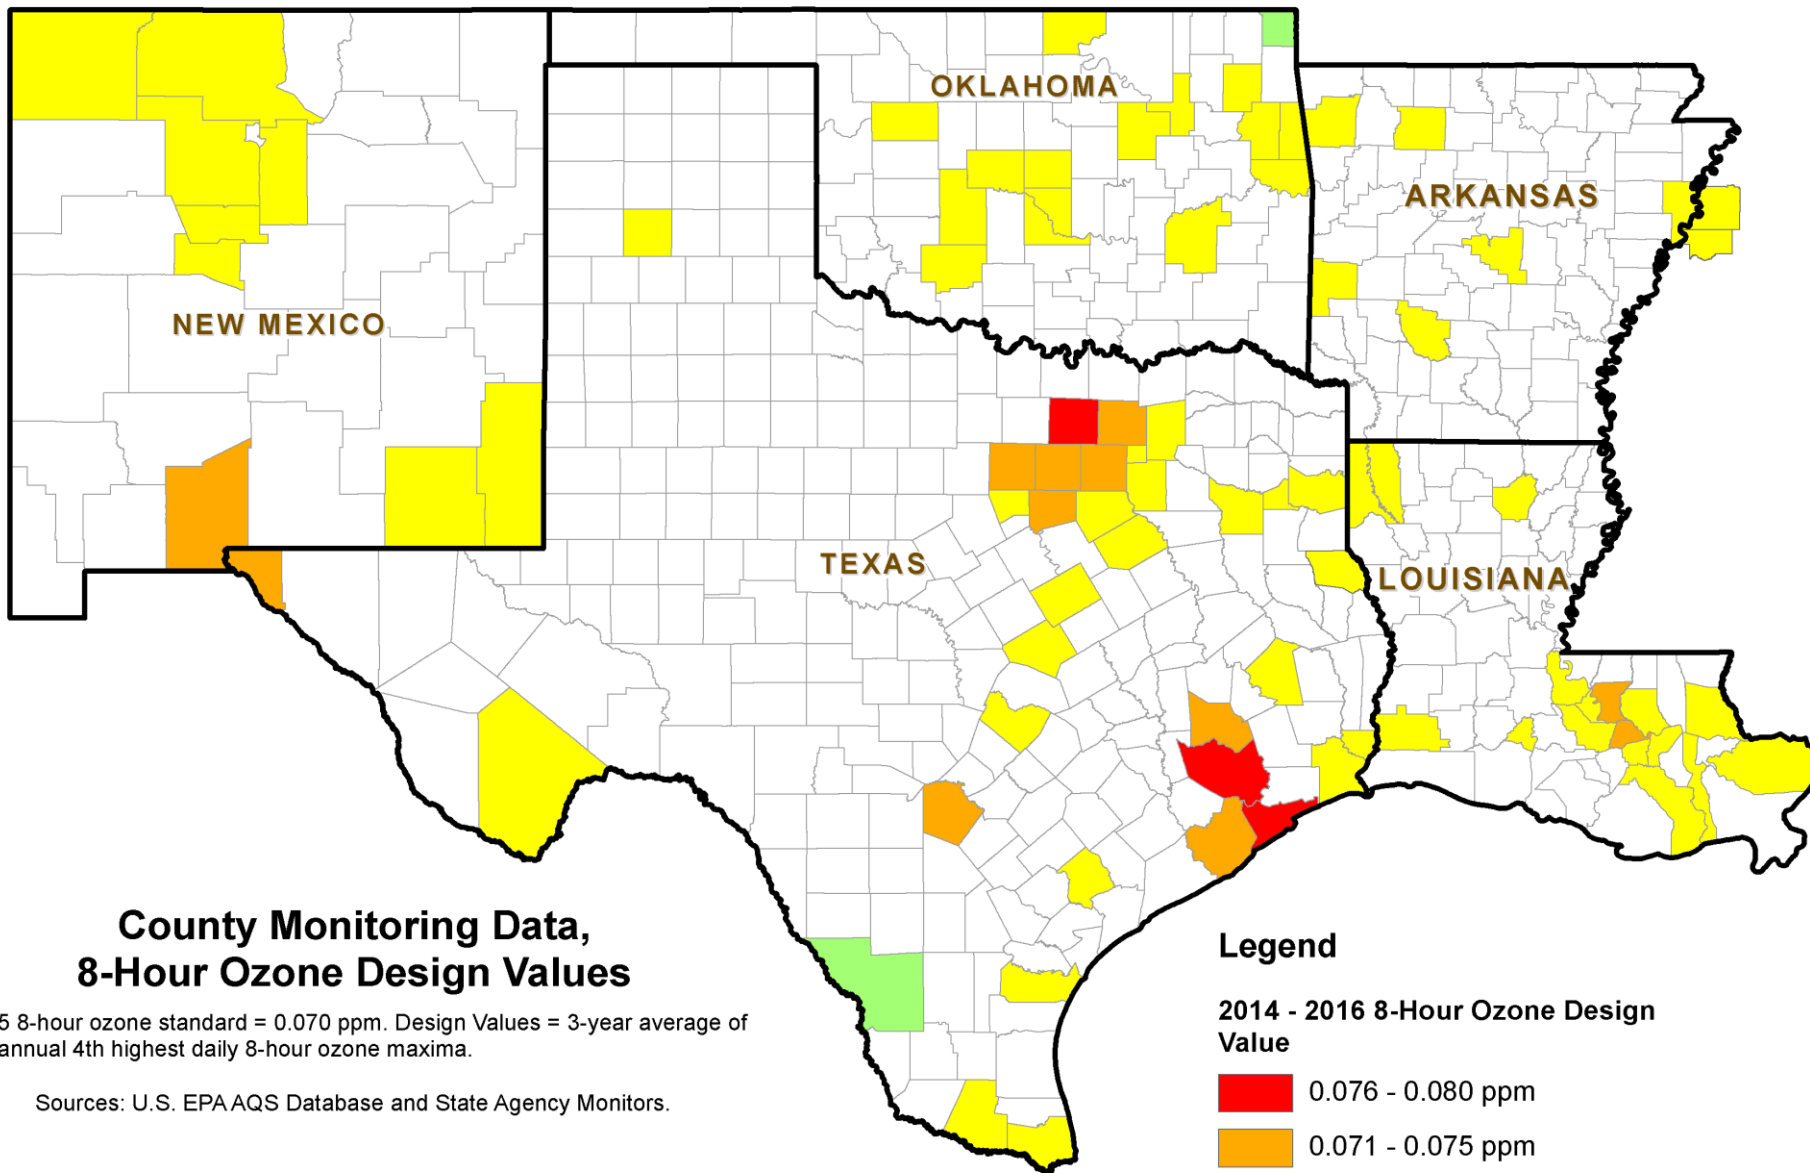 OKLAHOMA
ARKANSAS
NEW MEXICO
TEXAS
LOUISIANA
County Monitoring Data,
8-Hour Ozone Design Values
5 8-hour ozone standard = 0.070 ppm. Design Values = 3-year average of
annual 4th highest daily 8-hour ozone maxima.
Sources: U.S. EPA AQS Database and State Agency Monitors.
Legend
2014 - 2016 8-Hour Ozone Design
Value
0.076 - 0.080 ppm
0.071 - 0.075 ppm